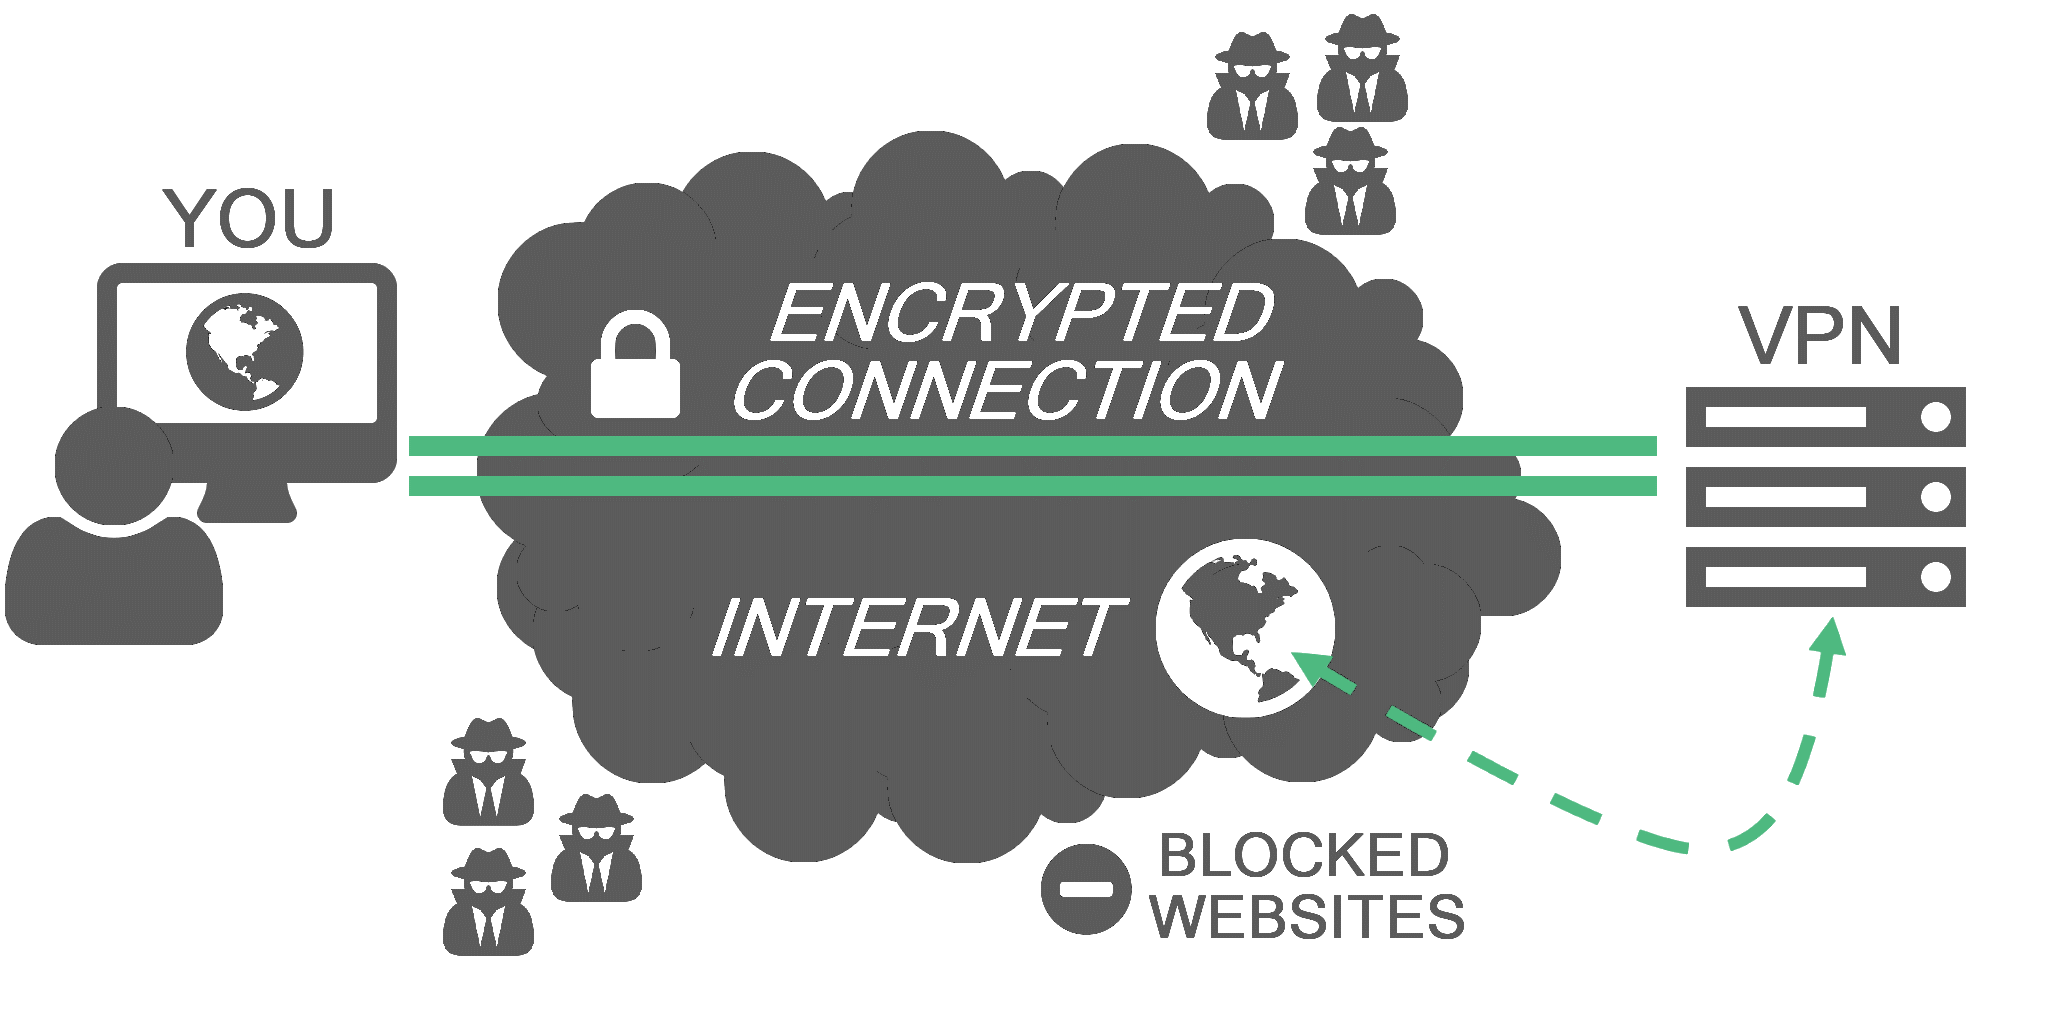 YOU
ENCRYPTED
CONNECTION
VPN
INTERNET
BLOCKED
WEBSITES